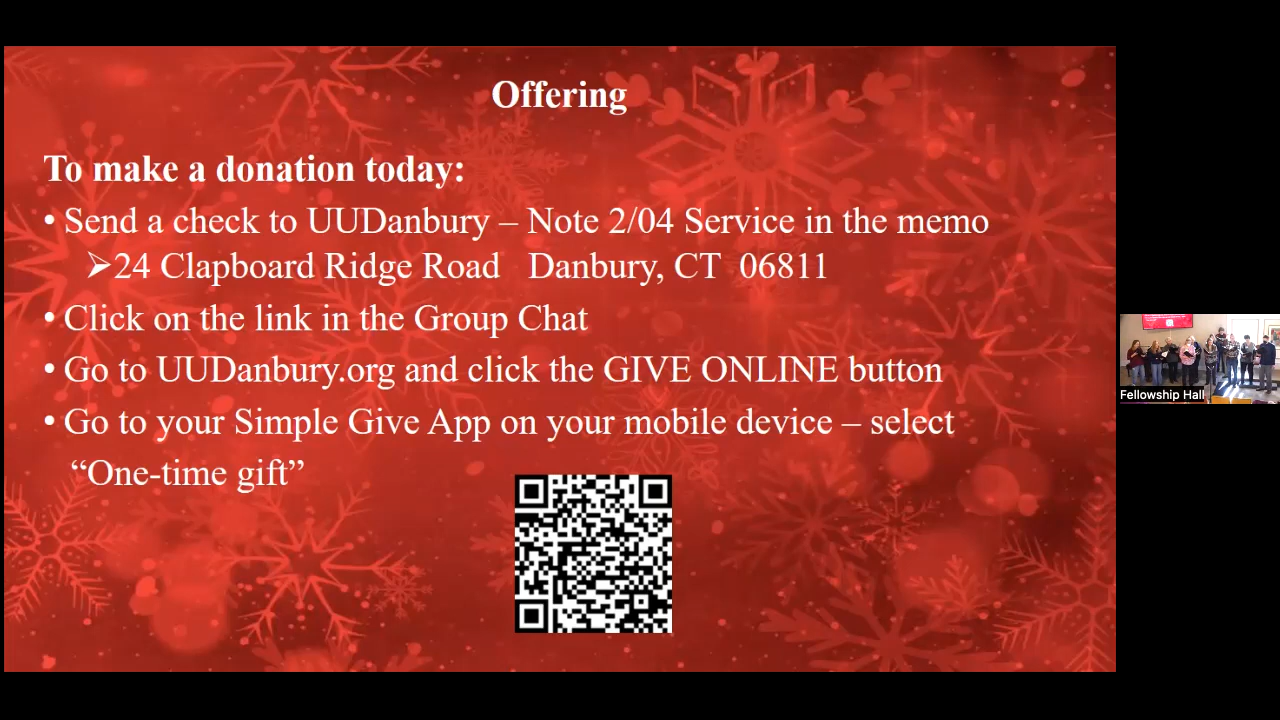 Offering
To make a donation today:
• Send a check to UUDanbury – Note 2/04 Service in the memo
➢24 Clapboard Ridge Road Danbury, CT 06811
• Click on the link in the Group Chat
• Go to UUDanbury.org and click the GIVE ONLINE button
• Go to your Simple Give App on your mobile device – select
“One-time gift”
Fellowship Hall